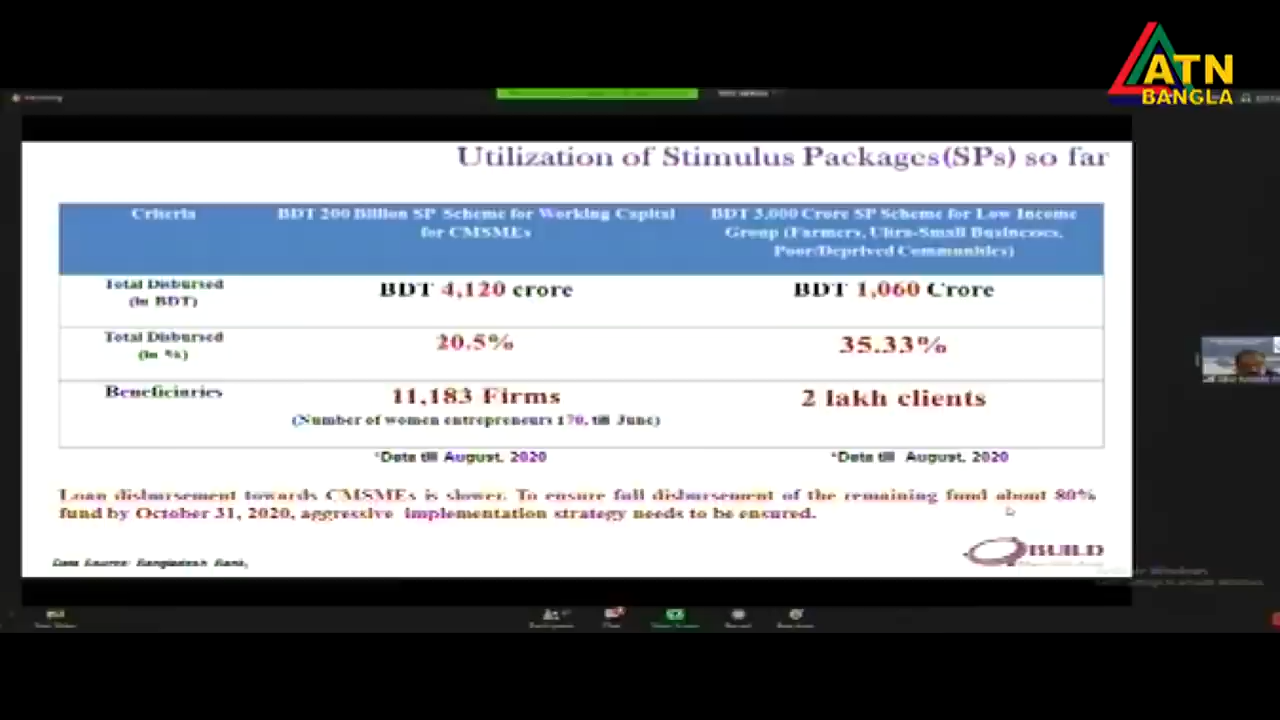 ATN
BANGLA
Utilization of Stimulus Packages(SPs) so far
Criteria
BDT 200 Billion SP Scheme for Working Capital
for CMSMEs
BDT 3,000 Crore SP Scheme for Low Income
Group (Farmers, Ultra-Small Businesses,
Poor/Deprived Communities)
Total Disbursed
(In BDT)
BDT 4,120 crore
BDT 1,060 Crore
Total Disbursed
(In %)
20.5%
35.33%
Beneficiaries
11,183 Firms
(Number of women entrepreneurs 170, till June)
2 lakh clients
*Data till August, 2020
*Data till August, 2020
Loan disbursement towards CMSMEs is slower. To ensure full disbursement of the remaining fund about 80%
fund by October 31, 2020, aggressive implementation strategy needs to be ensured.
Data Source: Bangladesh Bank,
BUILD